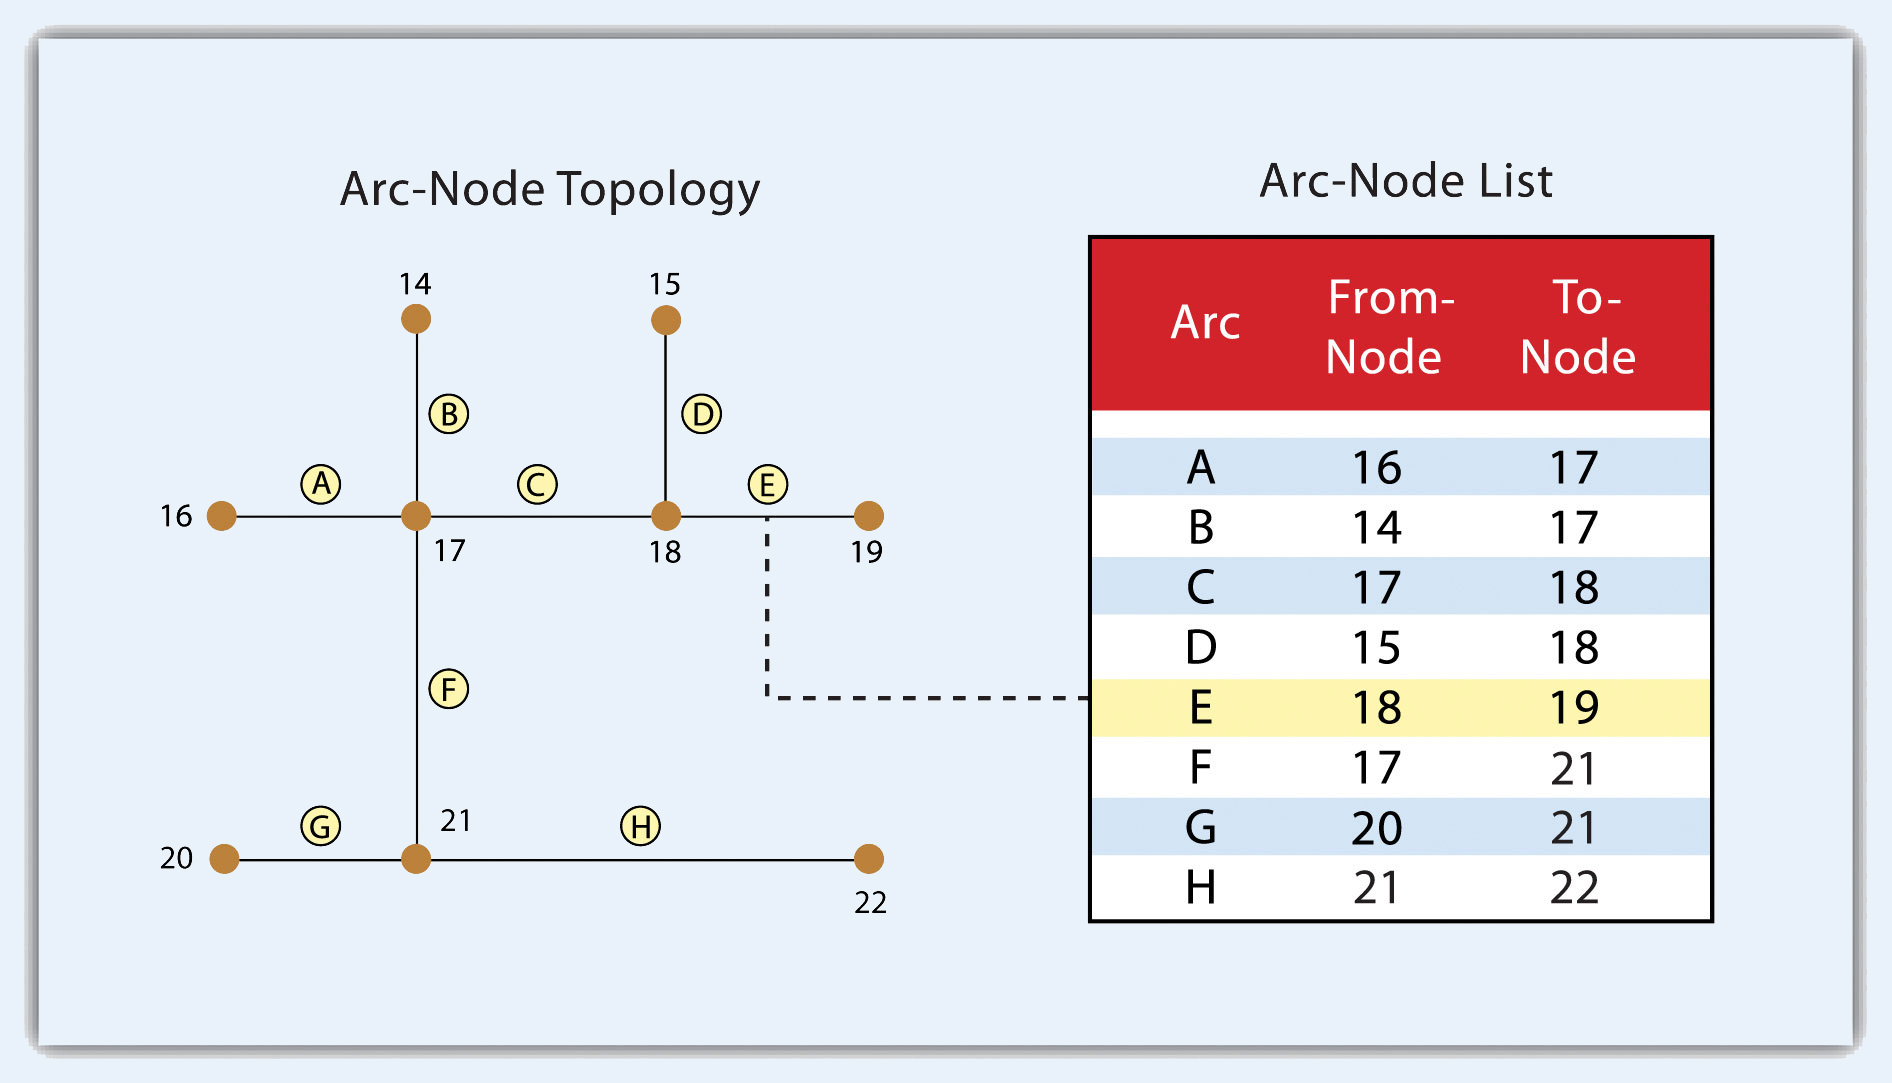 Arc-Node Topology
14 15
B D
A C E
16 17 18 19
F
G 21 H
20 22
Arc-Node List
Arc From-Node To-Node
A 16 17
B 14 17
C 17 18
D 15 18
E 18 19
F 17 21
G 20 21
H 21 22